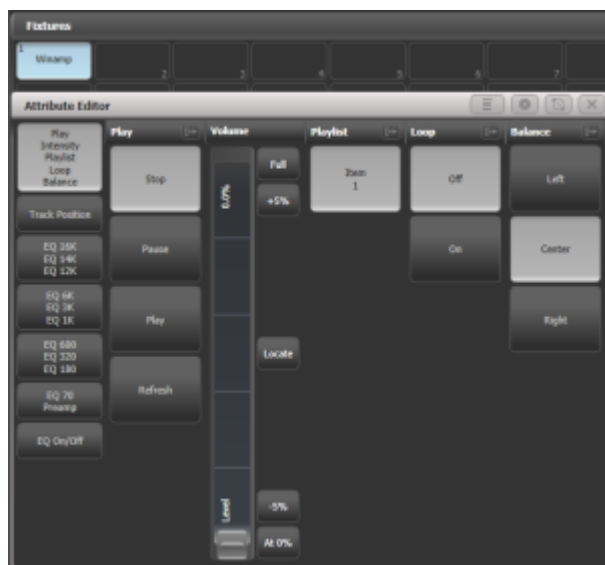 Fixtures
1
Winamp
2
3
4
5
6
7
Attribute Editor
Play
Intensity
Playlist
Loop
Balance
Track Position
EQ 16K
EQ 14K
EQ 12K
EQ 6K
EQ 3K
EQ 1K
EQ 600
EQ 320
EQ 180
EQ 70
Preamp
EQ On/Off
Play
Stop
Pause
Play
Refresh
Volume
0.0%
Level
Full
+5%
Locate
-5%
At 0%
Playlist
Item
1
Loop
Off
On
Balance
Left
Center
Right